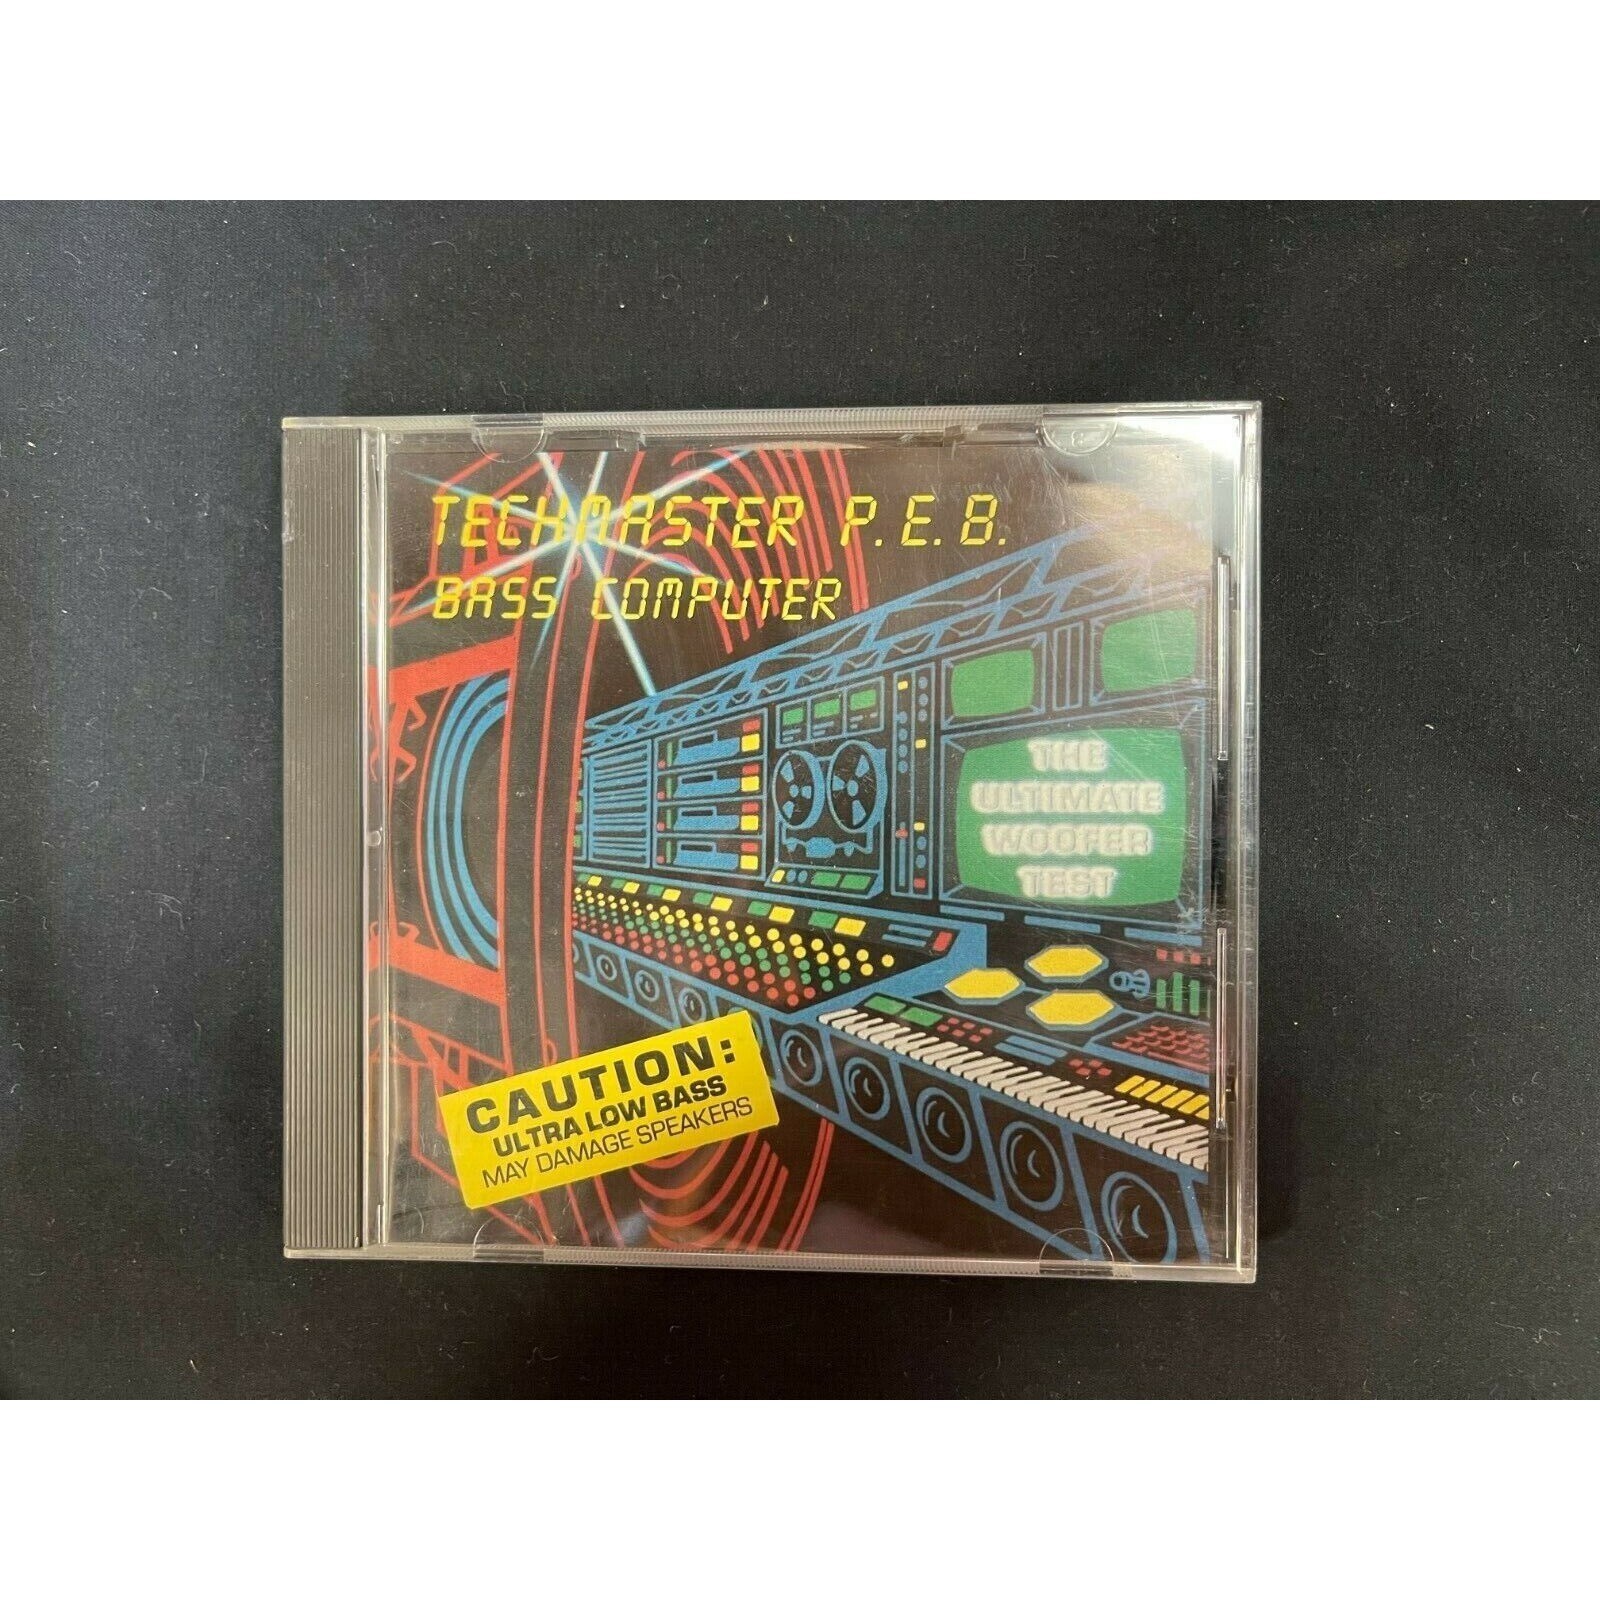 TECHMASTER P.E.B.
BASS COMPUTER
THE
ULTIMATE
WOOFER
TEST
CAUTION:
ULTRA LOW BASS
MAY DAMAGE SPEAKERS